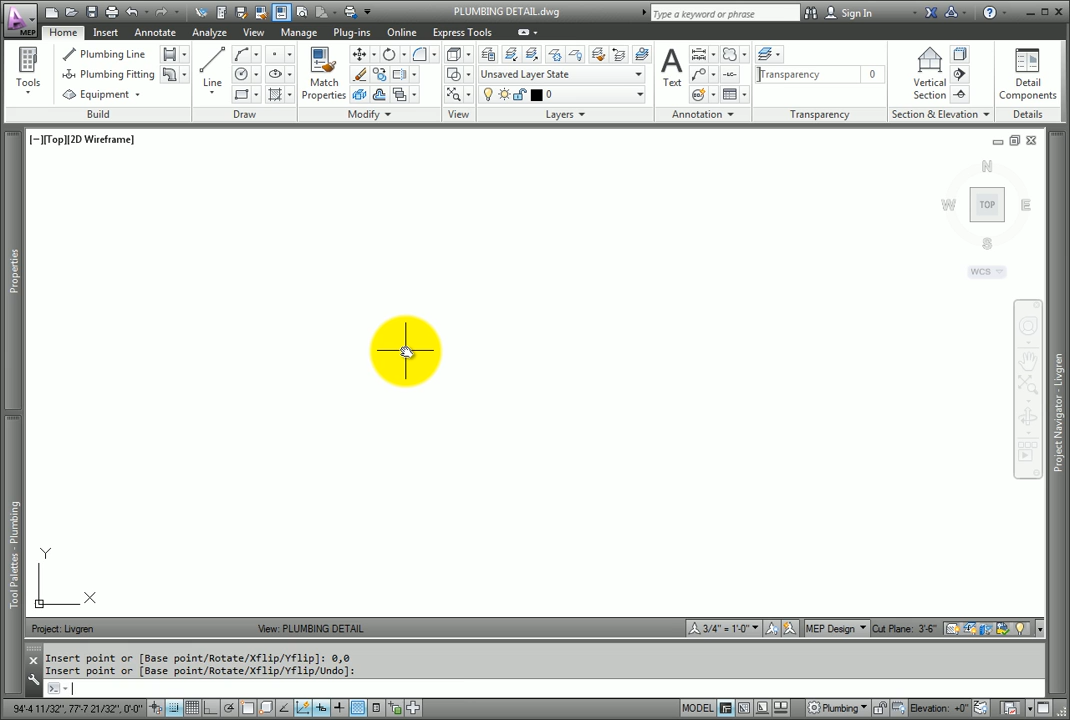 PLUMBING DETAIL.dwg
Type a keyword or phrase
Sign In
MEP
Home Insert Annotate Analyze View Manage Plug-ins Online Express Tools
Tools
Plumbing Line
Plumbing Fitting
Equipment
Build
Line
Draw
Match
Properties
Modify
View
Unsaved Layer State
0
Layers
Text
Annotation
Transparency 0
Transparency
Vertical
Section
Section & Elevation
Detail
Components
Details
[−][Top][2D Wireframe]
N
W TOP E
S
WCS
Properties
Tool Palettes - Plumbing
Project Navigator - Livgren
Y
X
Project: Livgren View: PLUMBING DETAIL 3/4" = 1'-0" MEP Design Cut Plane: 3'-6"
Insert point or [Base point/Rotate/Xflip/Yflip]: 0,0
Insert point or [Base point/Rotate/Xflip/Yflip/Undo]:
94'-4 11/32", 77'-7 21/32", 0'-0" MODEL Plumbing Elevation: +0"